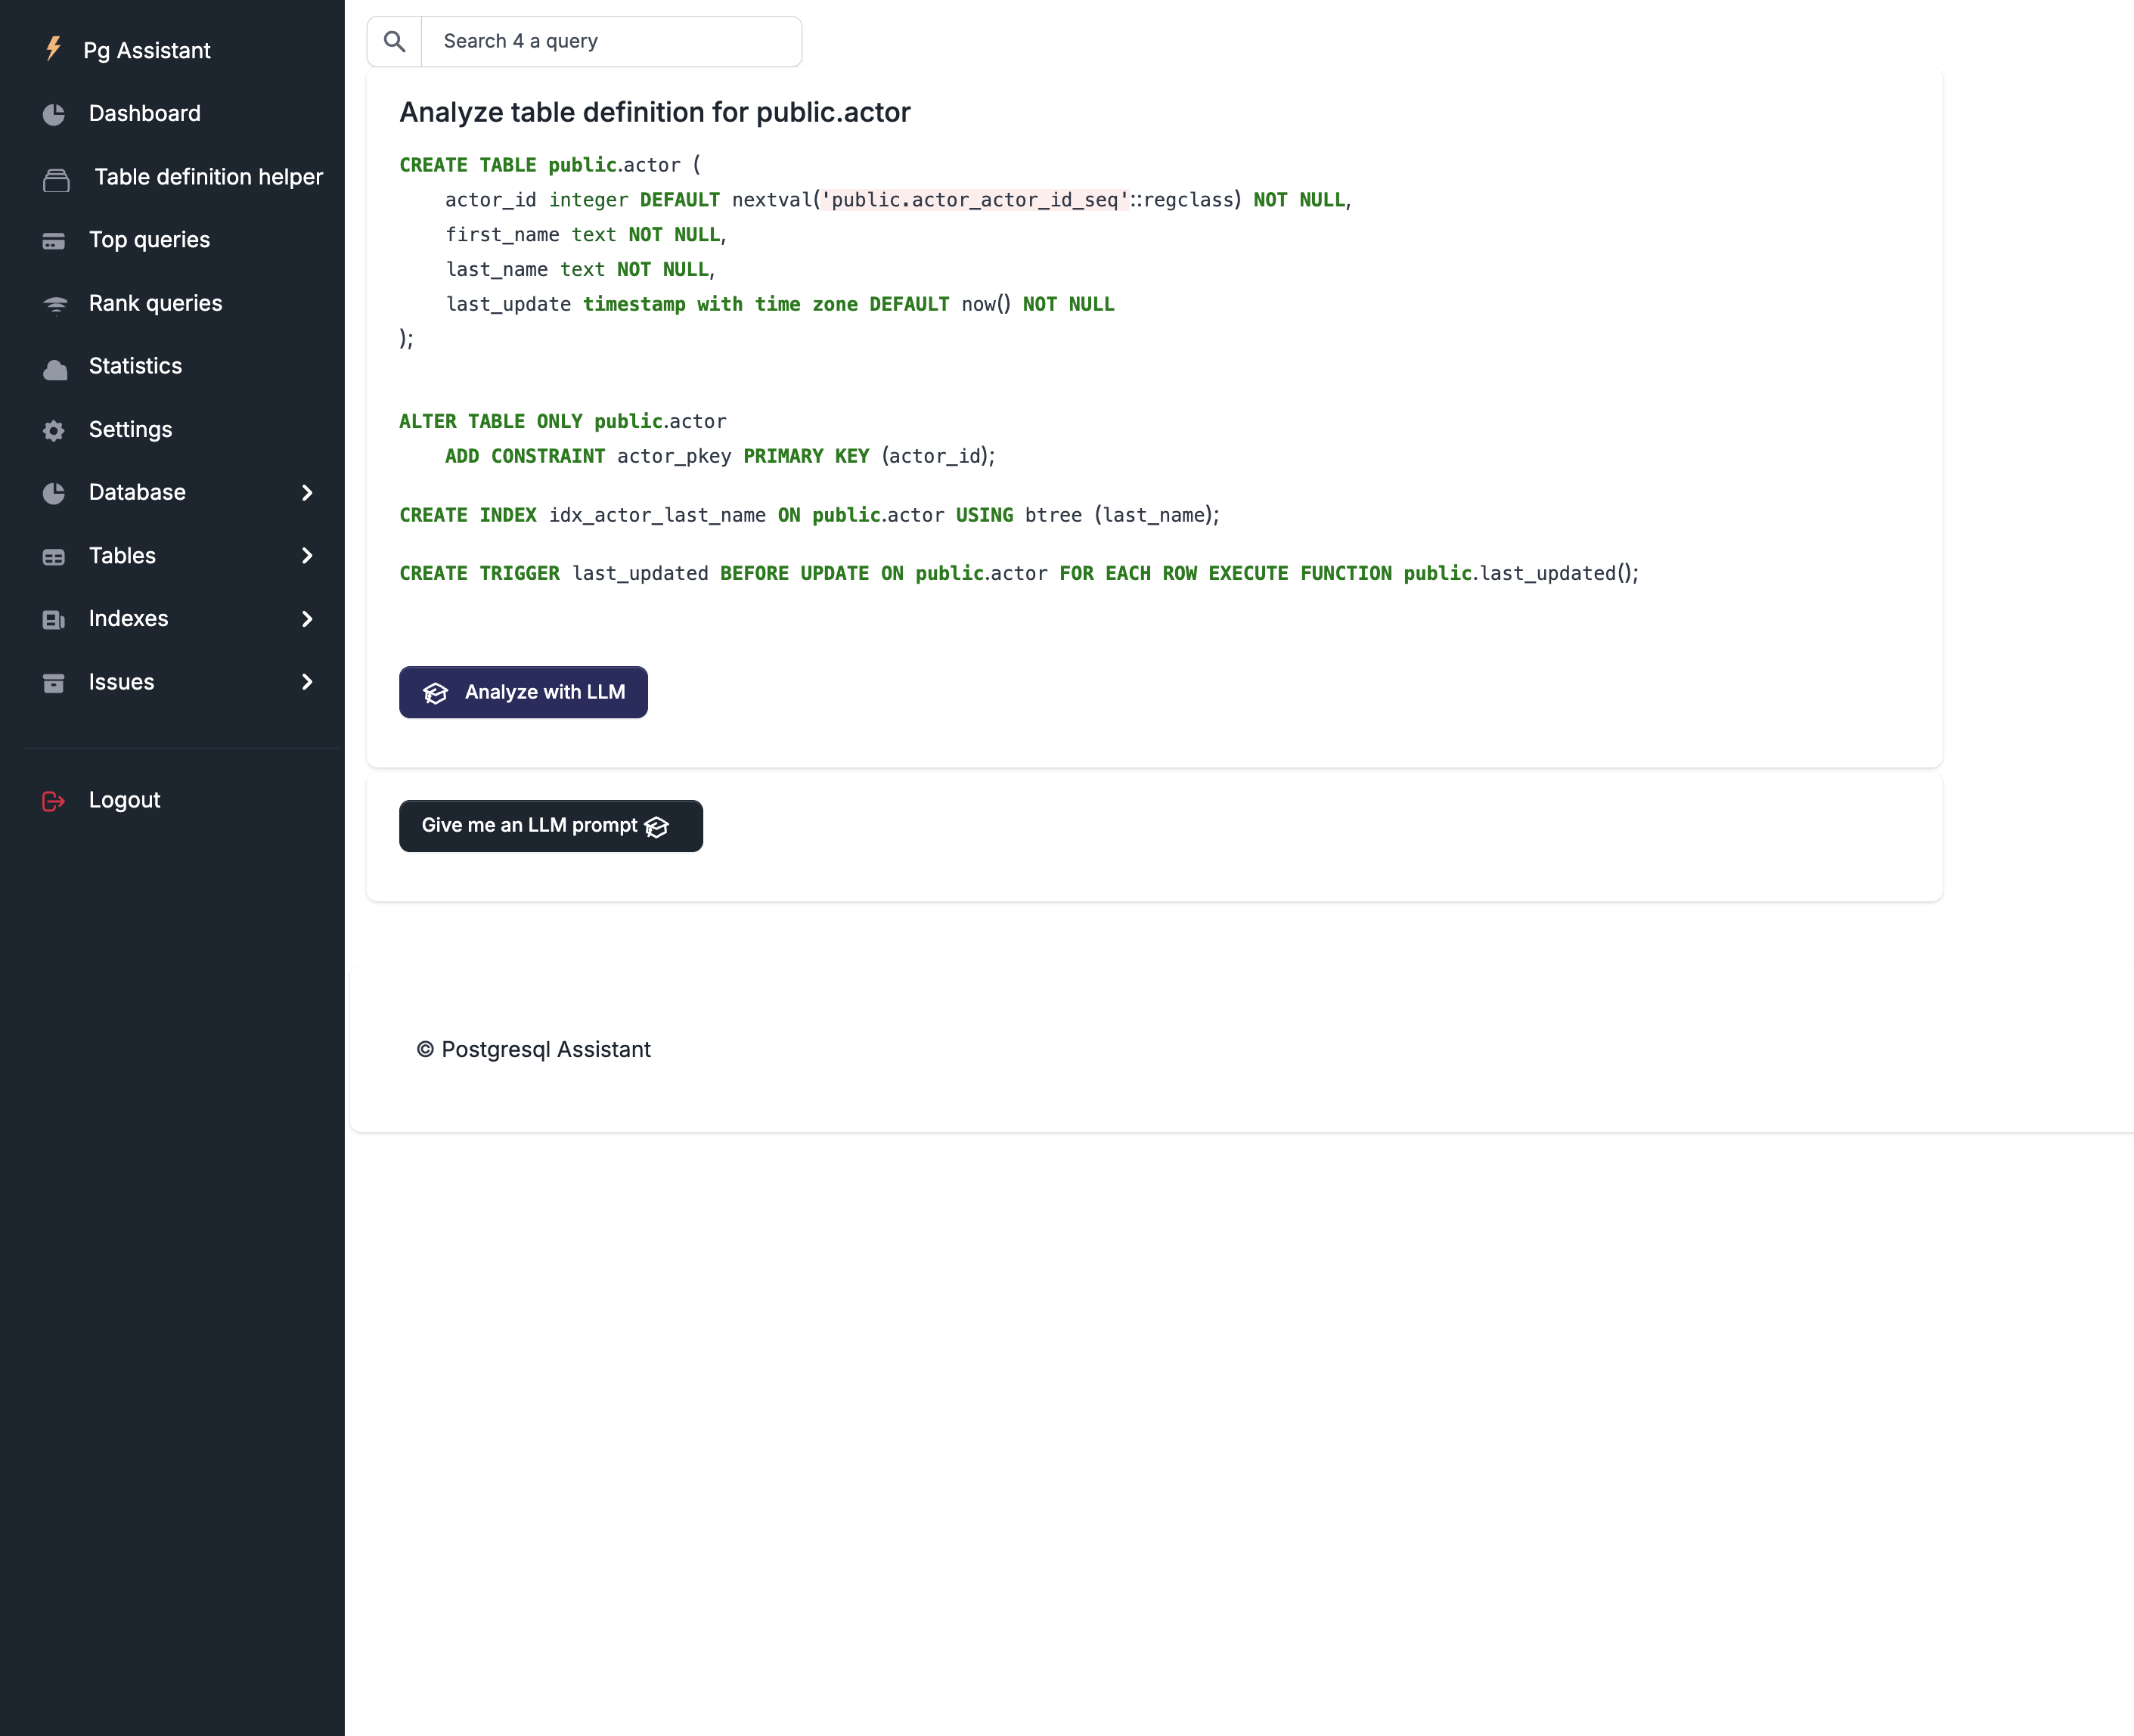 Pg Assistant
Dashboard
Table definition helper
Top queries
Rank queries
Statistics
Settings
Database
Tables
Indexes
Issues
Logout
Search 4 a query
Analyze table definition for public.actor
CREATE TABLE public.actor (
    actor_id integer DEFAULT nextval('public.actor_actor_id_seq'::regclass) NOT NULL,
    first_name text NOT NULL,
    last_name text NOT NULL,
    last_update timestamp with time zone DEFAULT now() NOT NULL
);
ALTER TABLE ONLY public.actor
    ADD CONSTRAINT actor_pkey PRIMARY KEY (actor_id);
CREATE INDEX idx_actor_last_name ON public.actor USING btree (last_name);
CREATE TRIGGER last_updated BEFORE UPDATE ON public.actor FOR EACH ROW EXECUTE FUNCTION public.last_updated();
Analyze with LLM
Give me an LLM prompt
© Postgresql Assistant